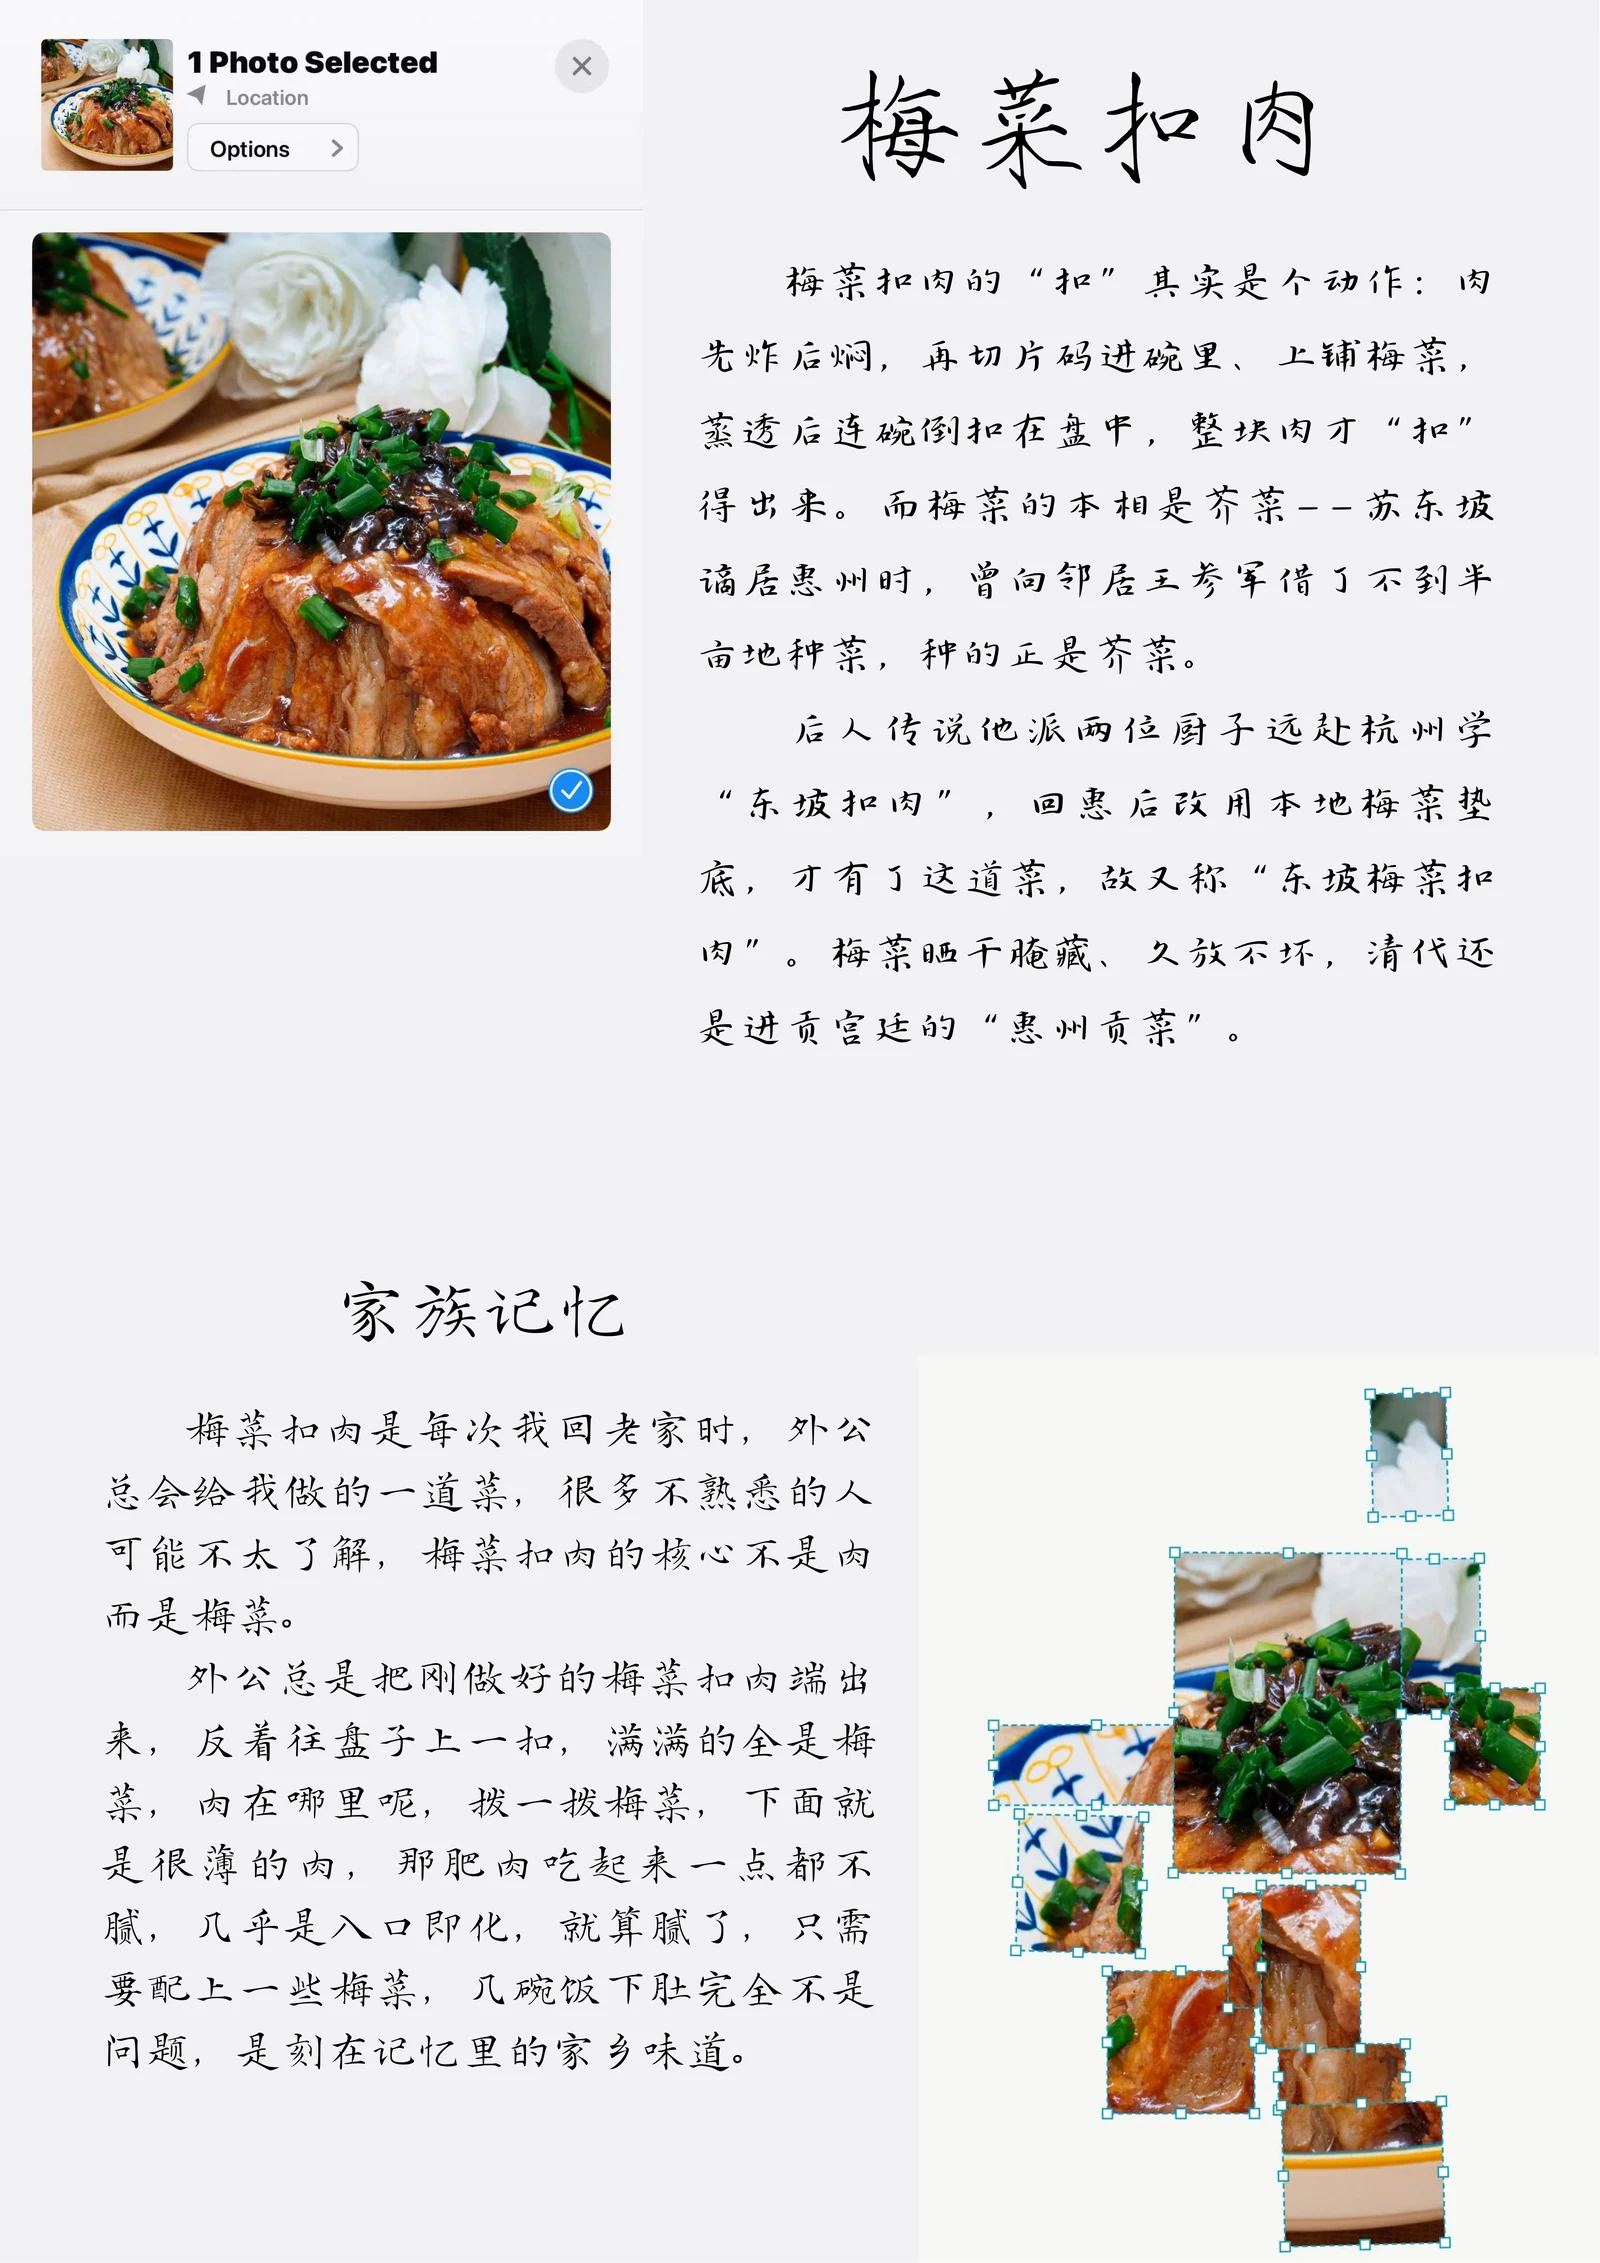 1 Photo Selected
Location
Options
梅菜扣肉
梅菜扣肉的“扣”其实是个动作：肉
先炸后焖，再切片码进碗里、上铺梅菜，
蒸透后连碗倒扣在盘中，整块肉才“扣”
得出来。而梅菜的本相是芥菜——苏东坡
谪居惠州时，曾向邻居王参军借了不到半
亩地种菜，种的正是芥菜。
后人传说他派两位厨子远赴杭州学
“东坡扣肉”，回惠后改用本地梅菜垫
底，才有了这道菜，故又称“东坡梅菜扣
肉”。梅菜晒干腌藏、久放不坏，清代还
是进贡宫廷的“惠州贡菜”。
家族记忆
梅菜扣肉是每次我回老家时，外公
总会给我做的一道菜，很多不熟悉的人
可能不太了解，梅菜扣肉的核心不是肉
而是梅菜。
外公总是把刚做好的梅菜扣肉端出
来，反着往盘子上一扣，满满的全是梅
菜，肉在哪里呢，拨一拨梅菜，下面就
是很薄的肉，那肥肉吃起来一点都不
腻，几乎是入口即化，就算腻了，只需
要配上一些梅菜，几碗饭下肚完全不是
问题，是刻在记忆里的家乡味道。